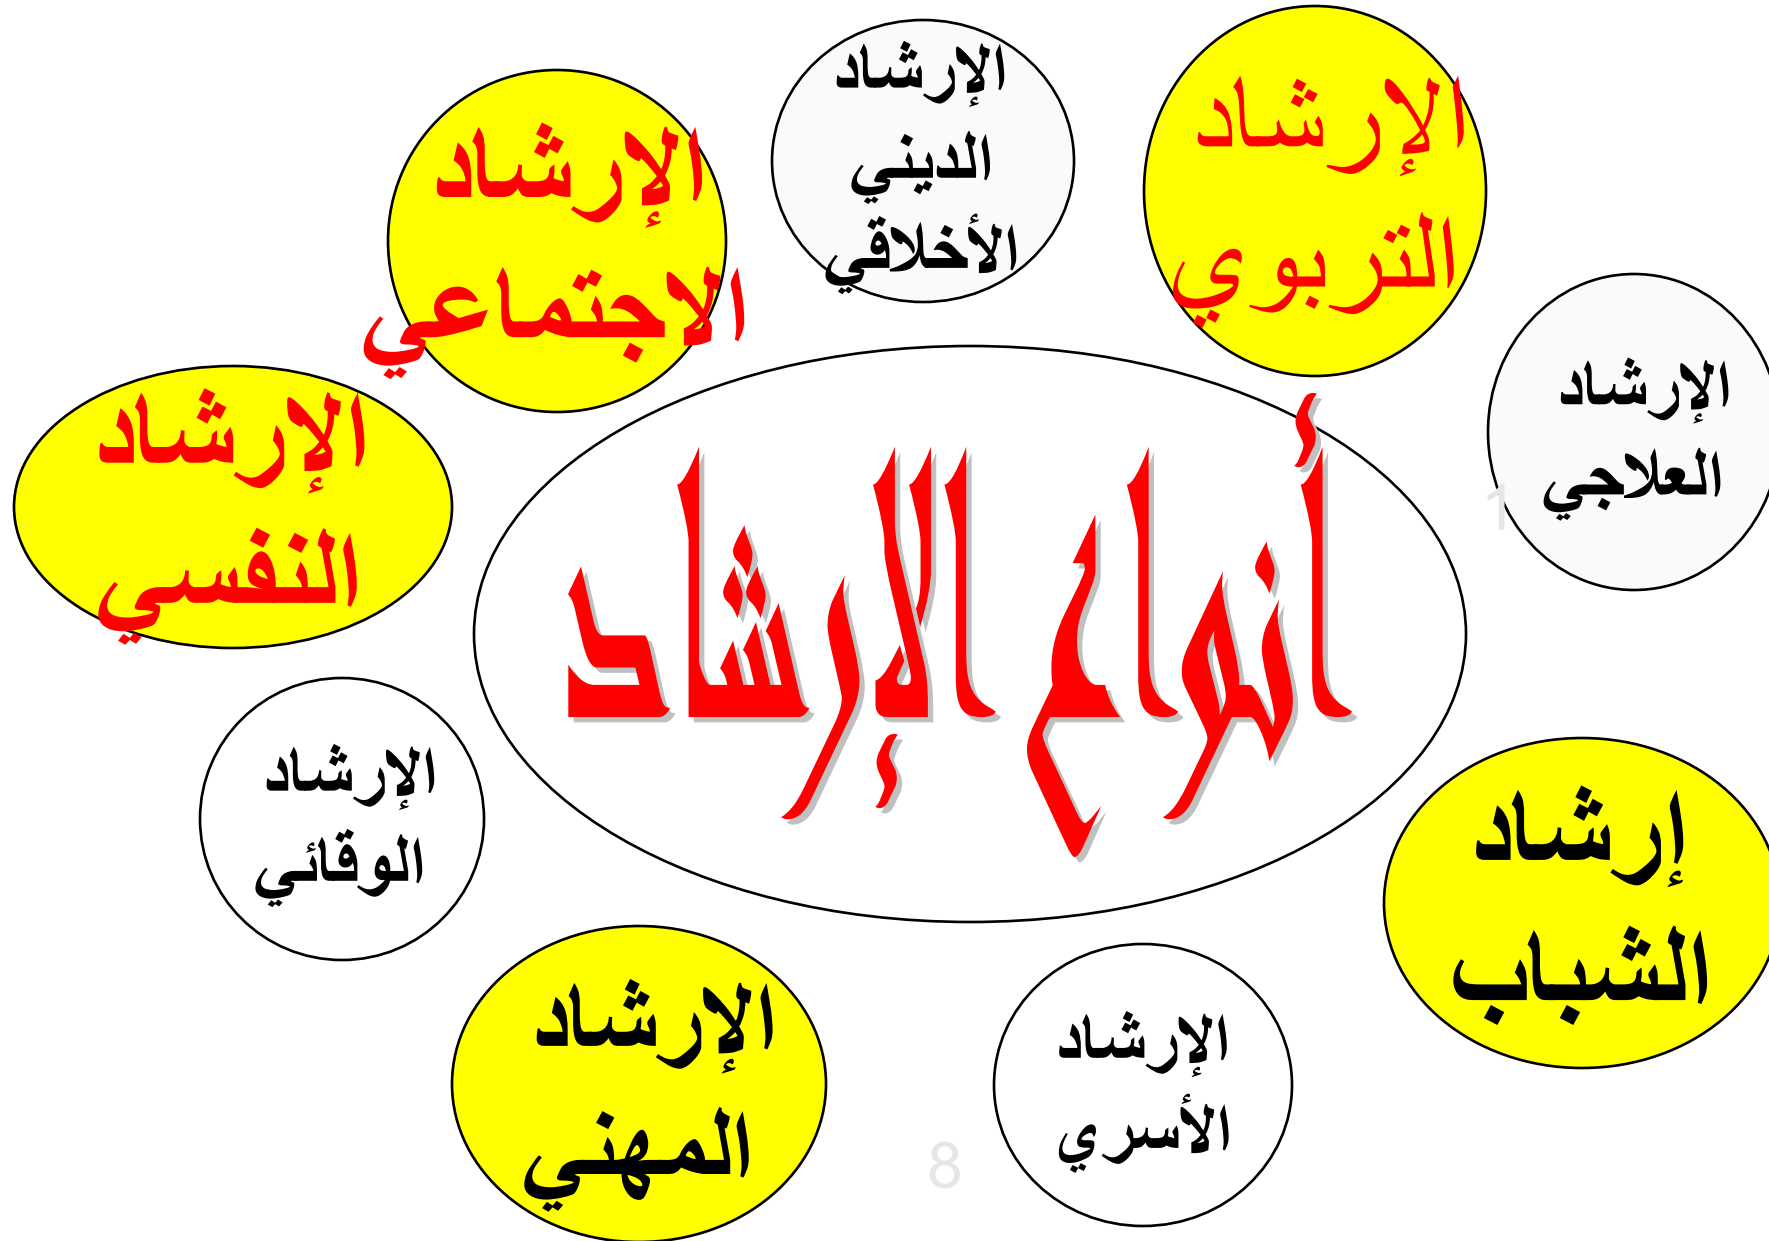 الإرشاد
التربوي
الإرشاد
الديني
الأخلاقي
الإرشاد
الاجتماعي
الإرشاد
العلاجي
الإرشاد
النفسي
أنواع الإرشاد
الإرشاد
الوقائي
إرشاد
الشباب
الإرشاد
المهني
الإرشاد
الأسري
1
8